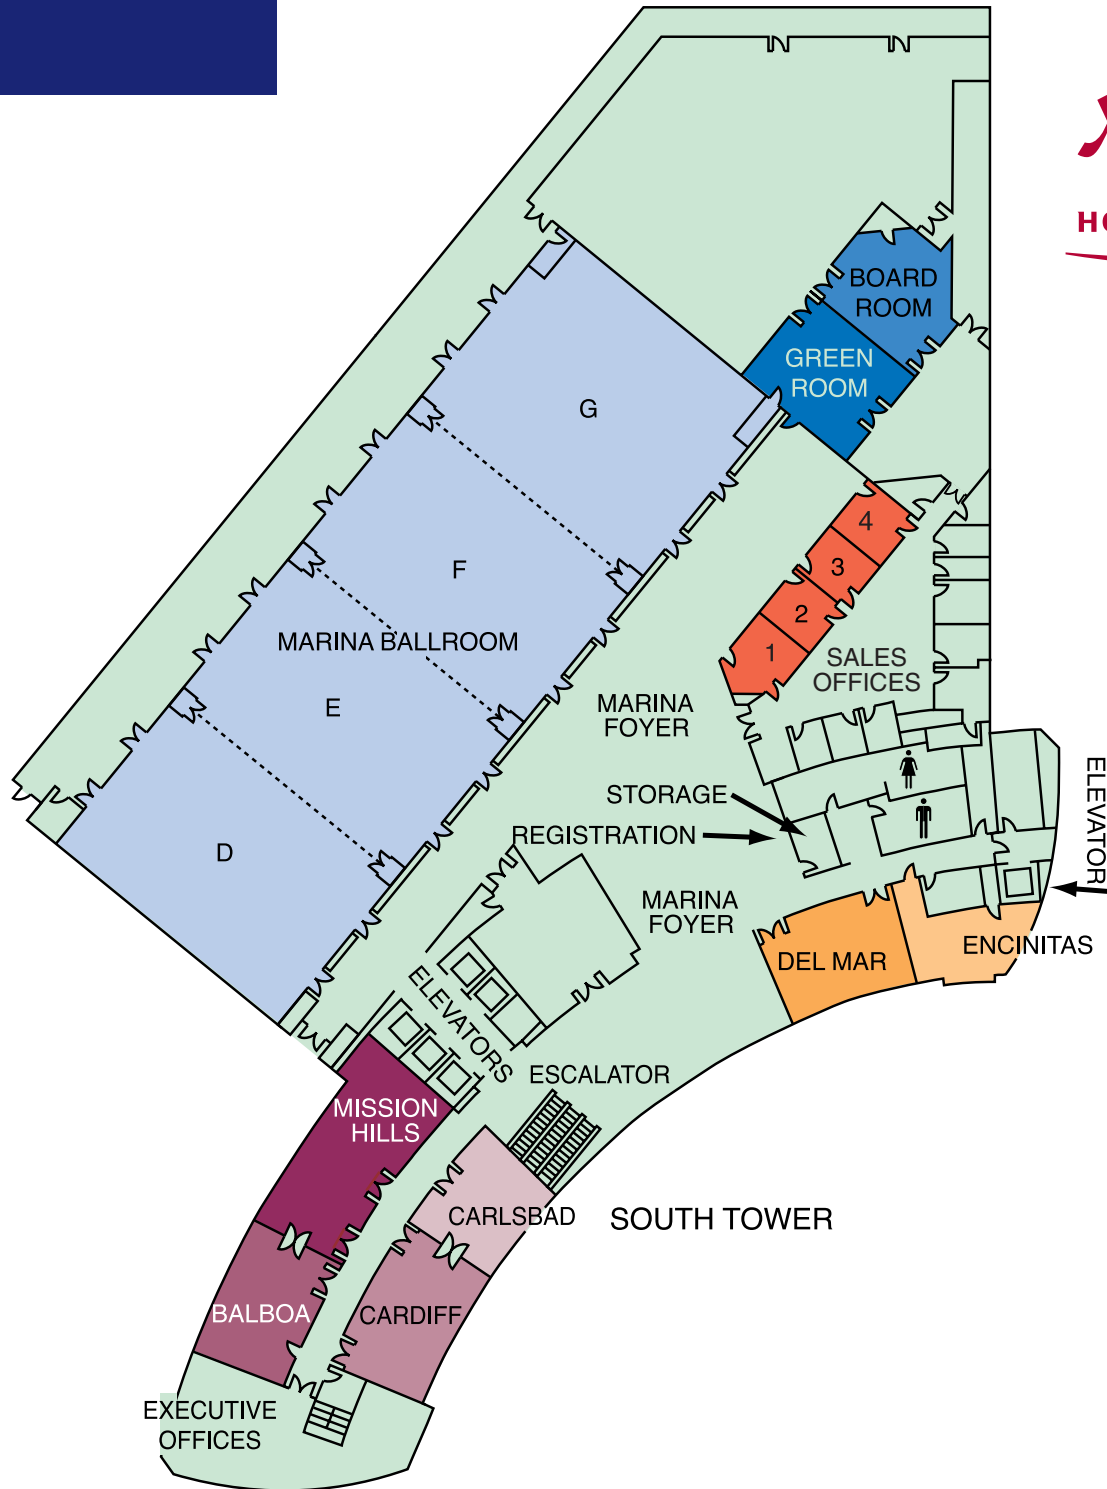 HO
BOARD
ROOM
GREEN
ROOM
G
4
3
2
1
F
MARINA BALLROOM
E
D
SALES
OFFICES
MARINA
FOYER
STORAGE
REGISTRATION
ELEVATOR
MARINA
FOYER
DEL MAR
ENCINITAS
ELEVATORS
ESCALATOR
MISSION
HILLS
CARLSBAD
SOUTH TOWER
BALBOA
CARDIFF
EXECUTIVE
OFFICES